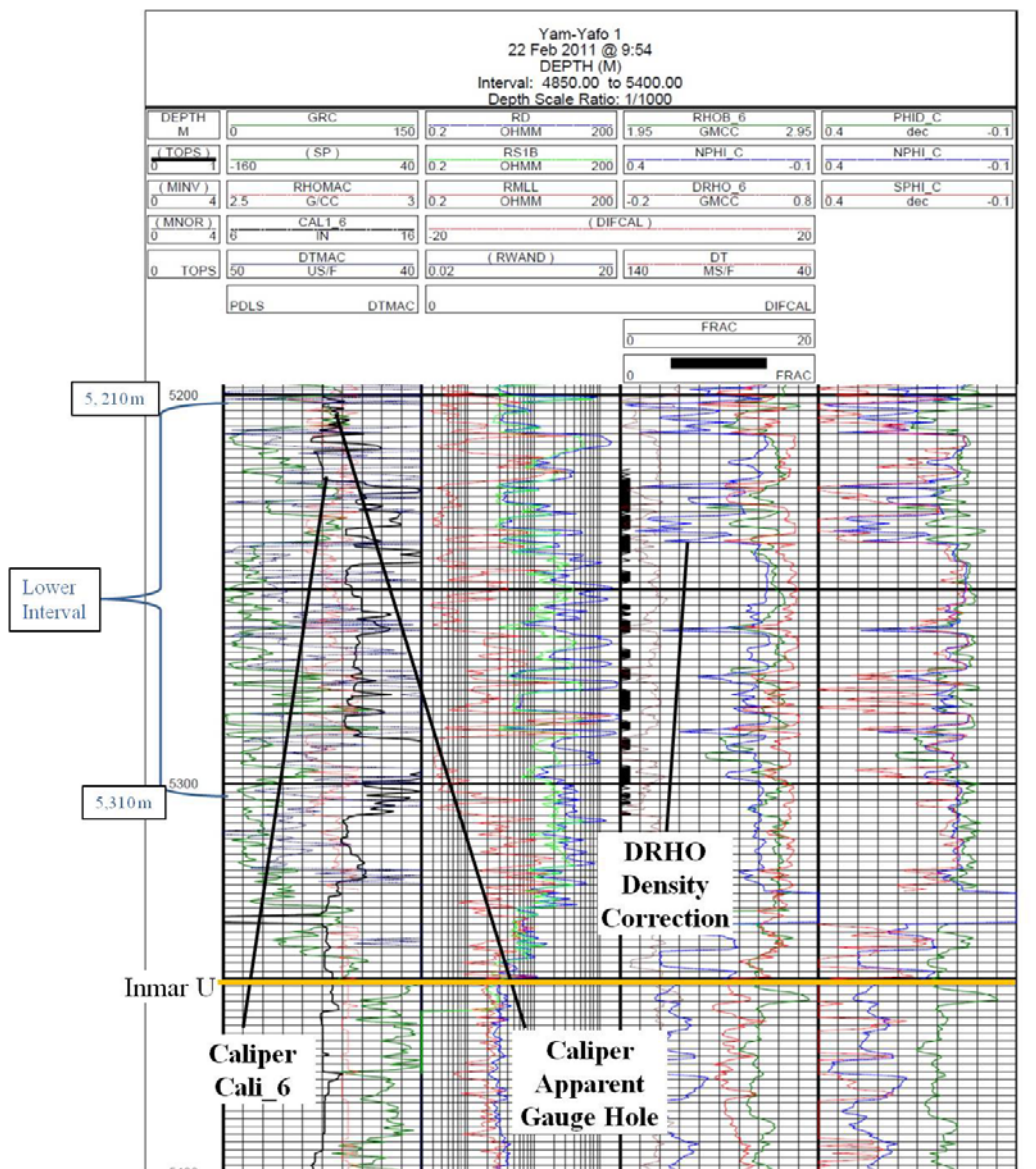 Yam-Yafo 1
22 Feb 2011 @ 9:54
DEPTH (M)
Interval: 4850.00 to 5400.00
Depth Scale Ratio: 1/1000
DEPTH M
GRC
0 150
RD
0.2 OHMM 200
RHOB_6
1.95 GMCC 2.95
PHID_C
0.4 dec -0.1
( TOPS )
0 1
( SP )
-160 40
RS1B
0.2 OHMM 200
NPHI_C
0.4 -0.1
NPHI_C
0.4 -0.1
( MINV )
0 4
RHOMAC
2.5 G/CC 3
RMLL
0.2 OHMM 200
DRHO_6
-0.2 GMCC 0.8
SPHI_C
0.4 dec -0.1
( MNOR )
0 4
CAL1_6
6 IN 16
( DIFCAL )
-20 20
0 TOPS
DTMAC
50 US/F 40
( RWAND )
0.02 20
DT
140 MS/F 40
PDLS DTMAC
0 DIFCAL
FRAC
0 20
0 FRAC
5, 210 m
5200
Lower
Interval
5300
5,310 m
DRHO
Density
Correction
Inmar U
Caliper
Cali_6
Caliper
Apparent
Gauge Hole